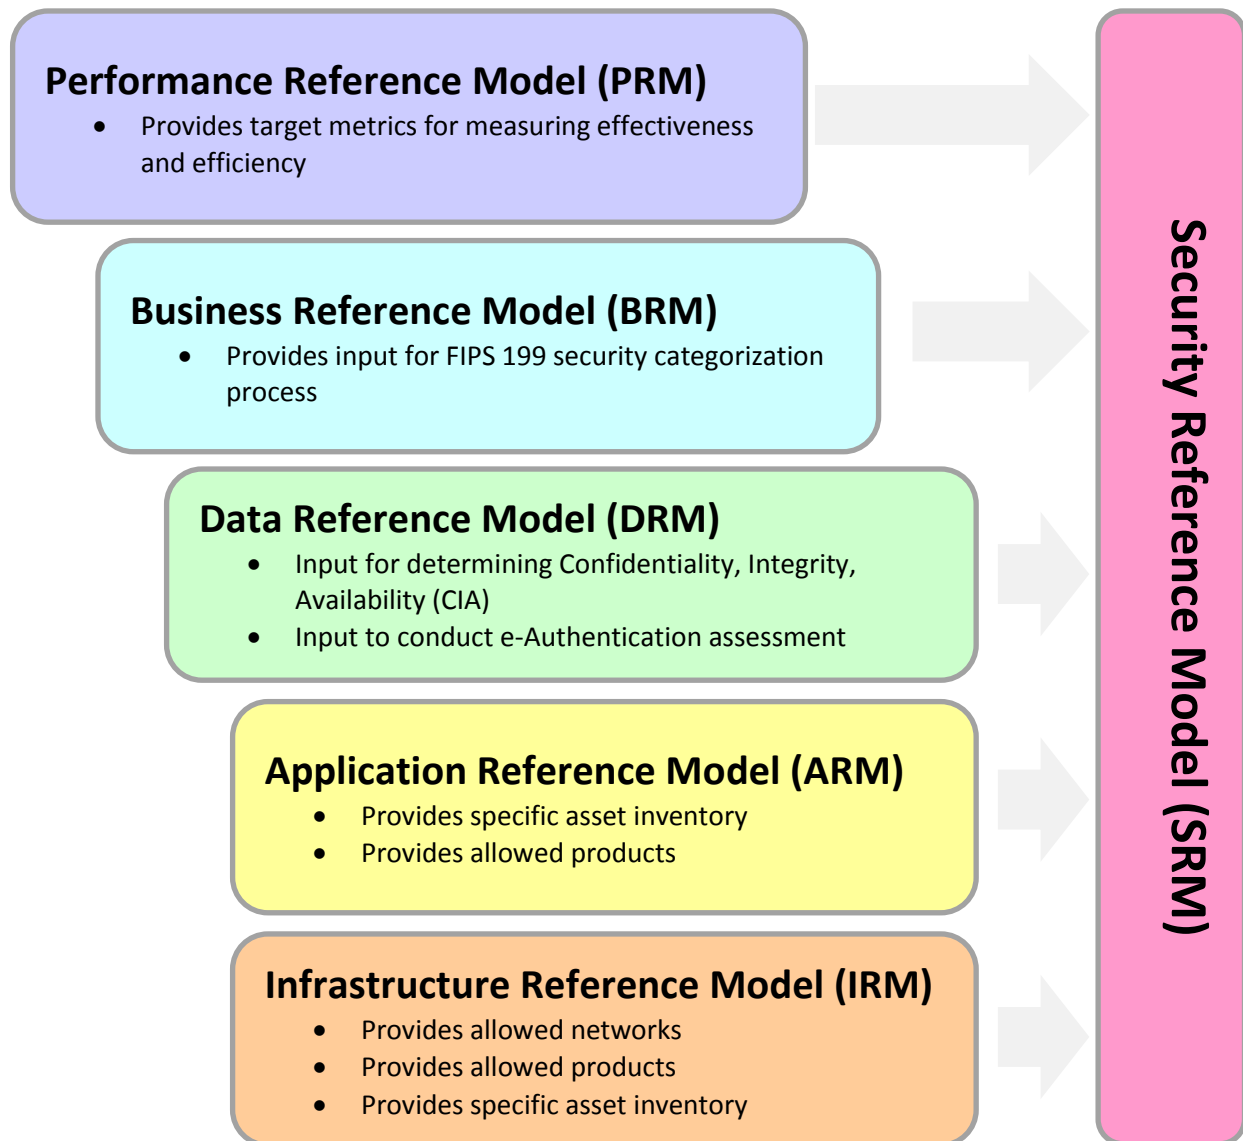 Performance Reference Model (PRM)
• Provides target metrics for measuring effectiveness
and efficiency
Business Reference Model (BRM)
• Provides input for FIPS 199 security categorization
process
Data Reference Model (DRM)
• Input for determining Confidentiality, Integrity,
Availability (CIA)
• Input to conduct e-Authentication assessment
Application Reference Model (ARM)
• Provides specific asset inventory
• Provides allowed products
Infrastructure Reference Model (IRM)
• Provides allowed networks
• Provides allowed products
• Provides specific asset inventory
Security Reference Model (SRM)